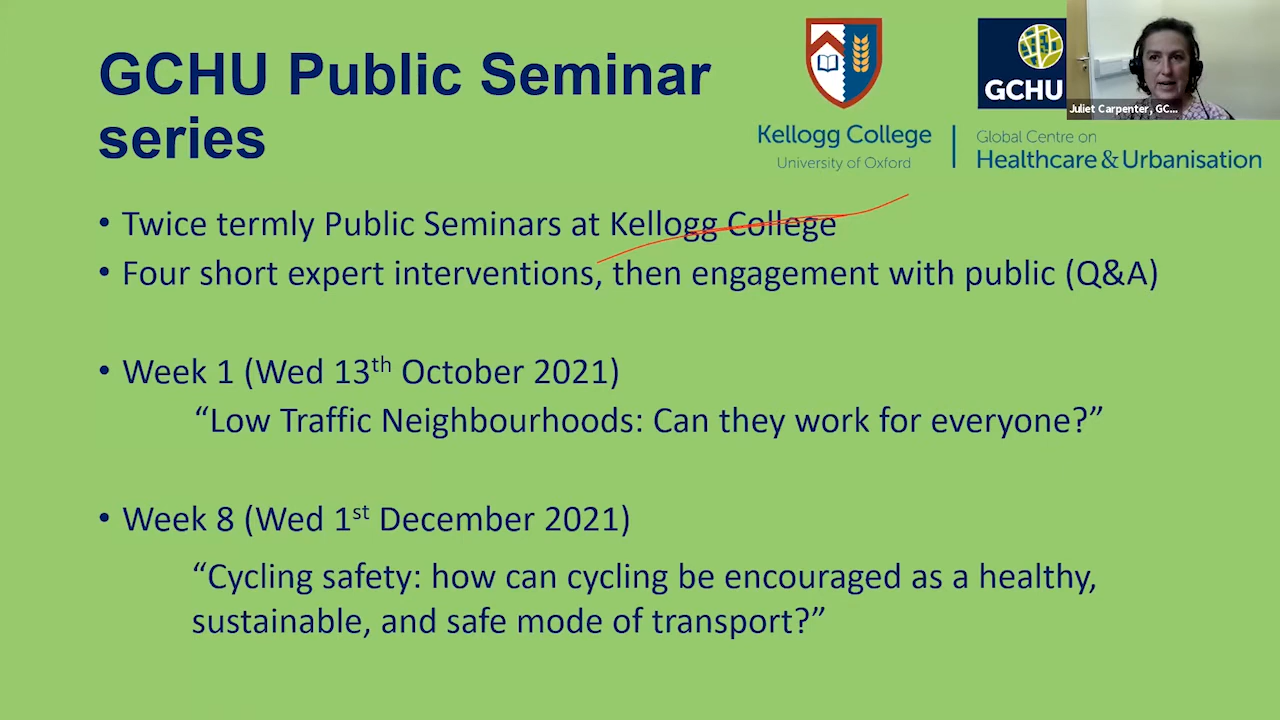 GCHU Public Seminar
series
Kellogg College
University of Oxford
GCHU
Global Centre on
Healthcare & Urbanisation
Juliet Carpenter, GC...
• Twice termly Public Seminars at Kellogg College
• Four short expert interventions, then engagement with public (Q&A)
• Week 1 (Wed 13th October 2021)
“Low Traffic Neighbourhoods: Can they work for everyone?”
• Week 8 (Wed 1st December 2021)
“Cycling safety: how can cycling be encouraged as a healthy,
sustainable, and safe mode of transport?”